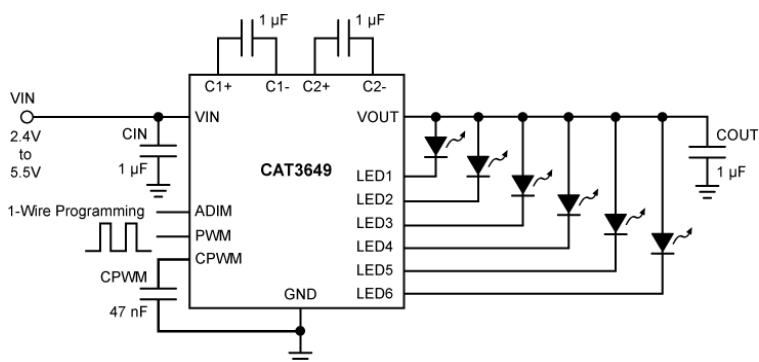 1 µF
1 µF
C1+
C1-
C2+
C2-
VIN
2.4V
to
5.5V
CIN
1 µF
VIN
VOUT
COUT
1 µF
CAT3649
LED1
LED2
LED3
LED4
LED5
LED6
1-Wire Programming
ADIM
PWM
CPWM
CPWM
47 nF
GND